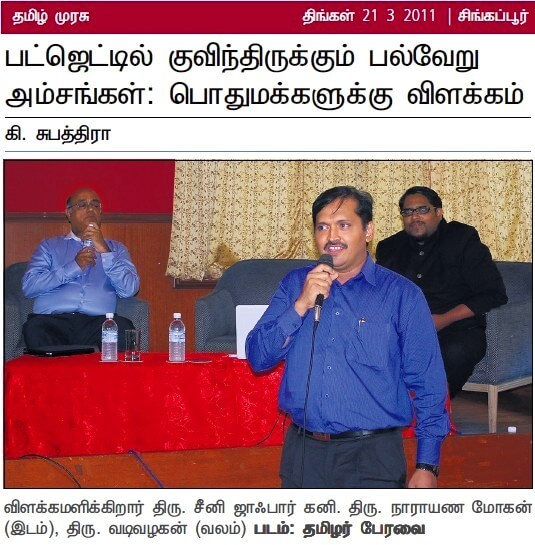 தமிழ் முரசு
திங்கள் 21 3 2011 | சிங்கப்பூர்
பட்ஜெட்டில் குவிந்திருக்கும் பல்வேறு
அம்சங்கள்: பொதுமக்களுக்கு விளக்கம்
கி. சுபத்திரா
விளக்கமளிக்கிறார் திரு. சீனி ஜாஃபார் கனி. திரு. நாராயண மோகன்
(இடம்), திரு. வடிவழகன் (வலம்) படம்: தமிழர் பேரவை